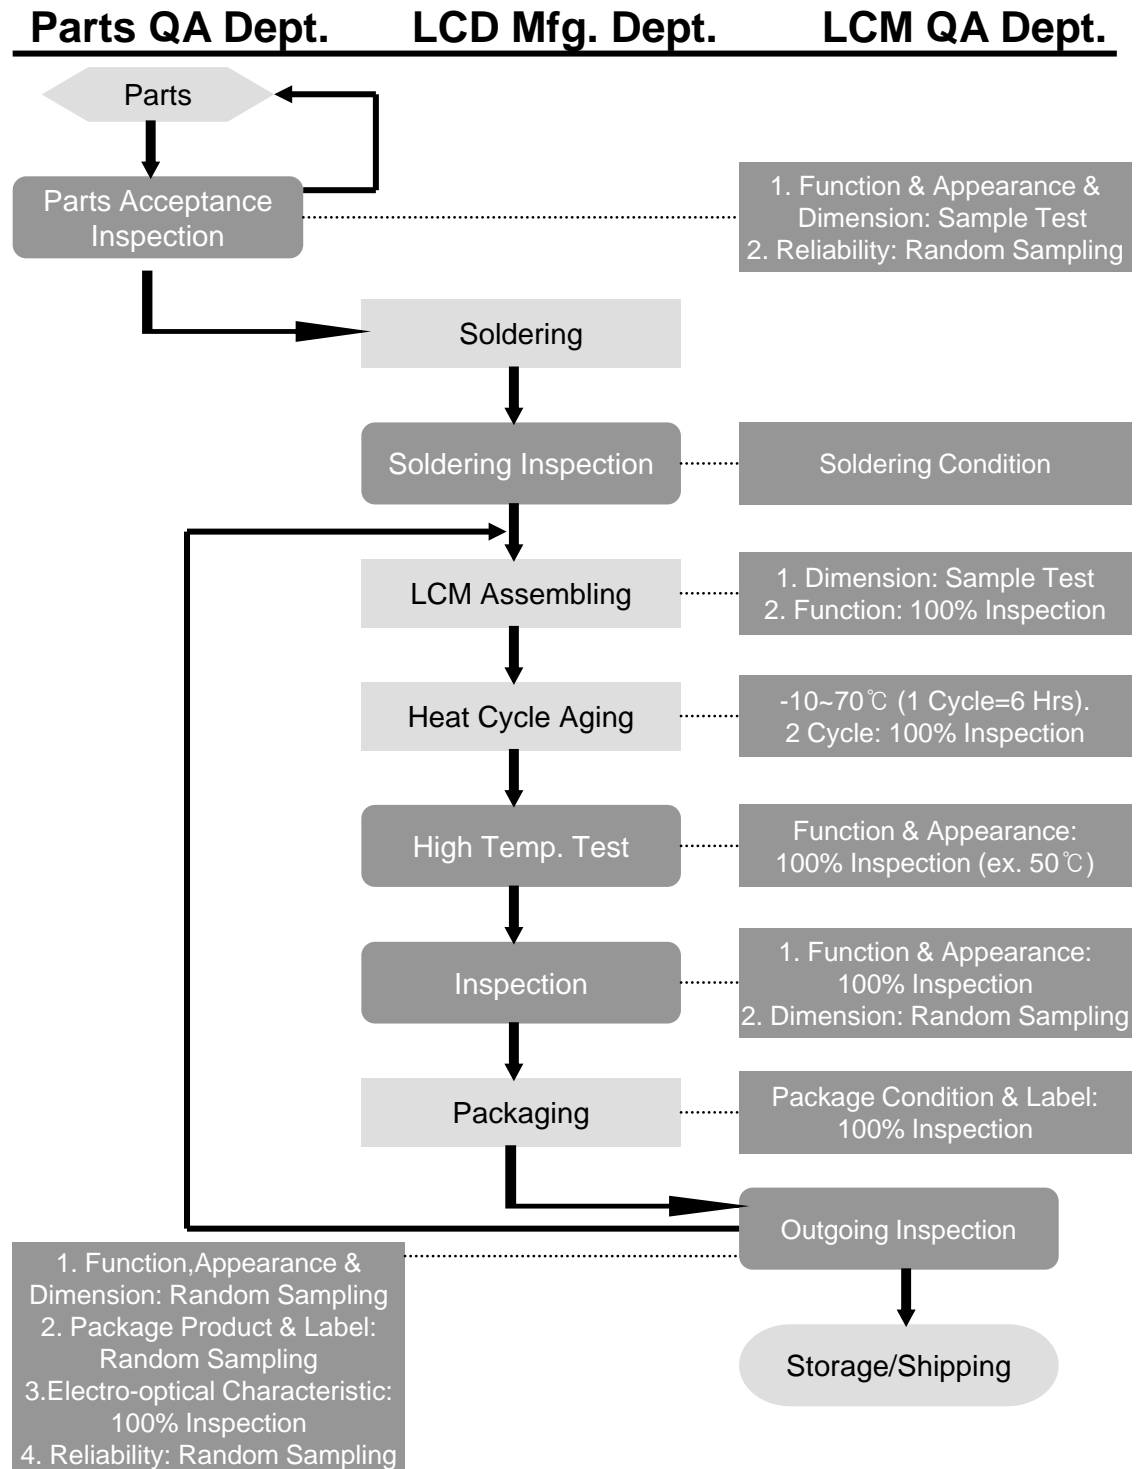 Parts QA Dept.
LCD Mfg. Dept.
LCM QA Dept.
Parts
Parts Acceptance
Inspection
1. Function & Appearance &
Dimension: Sample Test
2. Reliability: Random Sampling
Soldering
Soldering Inspection
Soldering Condition
LCM Assembling
1. Dimension: Sample Test
2. Function: 100% Inspection
Heat Cycle Aging
-10~70℃ (1 Cycle=6 Hrs).
2 Cycle: 100% Inspection
High Temp. Test
Function & Appearance:
100% Inspection (ex. 50℃)
Inspection
1. Function & Appearance:
100% Inspection
2. Dimension: Random Sampling
Packaging
Package Condition & Label:
100% Inspection
Outgoing Inspection
1. Function,Appearance &
Dimension: Random Sampling
2. Package Product & Label:
Random Sampling
3.Electro-optical Characteristic:
100% Inspection
4. Reliability: Random Sampling
Storage/Shipping